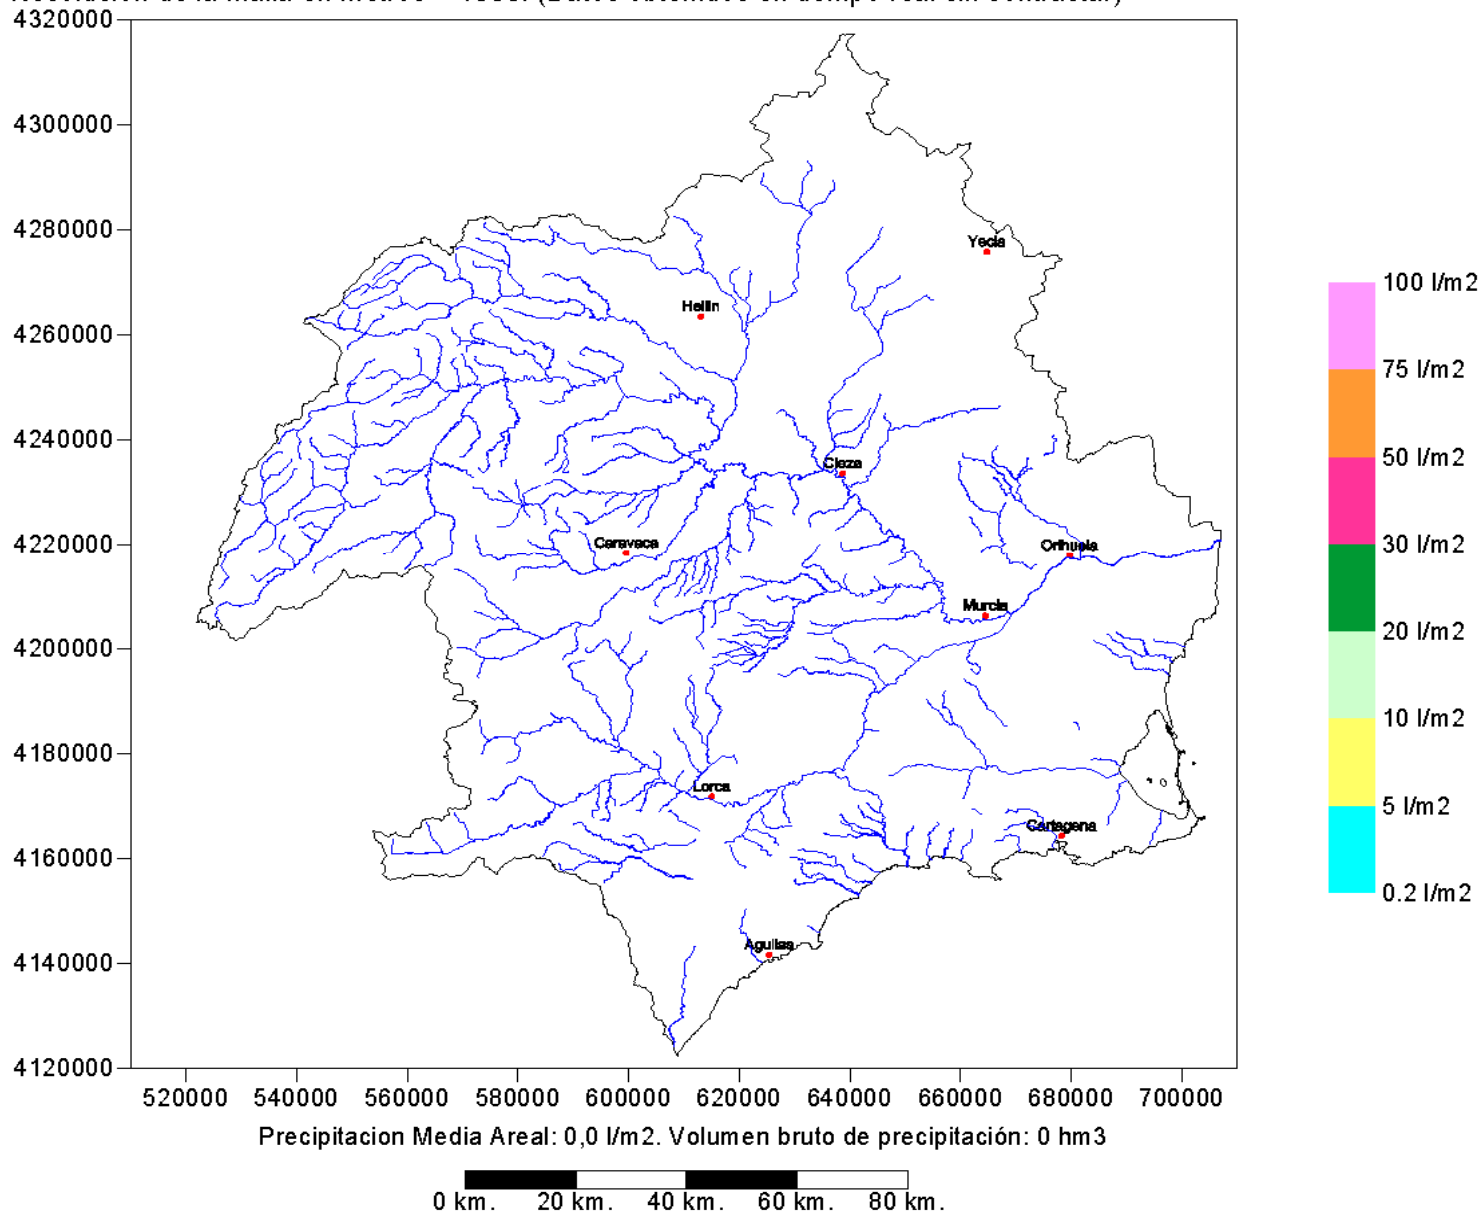 4320000
4300000
4280000
4260000
4240000
4220000
4200000
4180000
4160000
4140000
4120000
520000 540000 560000 580000 600000 620000 640000 660000 680000 700000
Yecla
Hellin
Cieza
Caravaca
Orihuela
Murcia
Lorca
Cartagena
Aguilas
100 l/m2
75 l/m2
50 l/m2
30 l/m2
20 l/m2
10 l/m2
5 l/m2
0.2 l/m2
Precipitacion Media Areal: 0,0 l/m2. Volumen bruto de precipitación: 0 hm3
0 km. 20 km. 40 km. 60 km. 80 km.